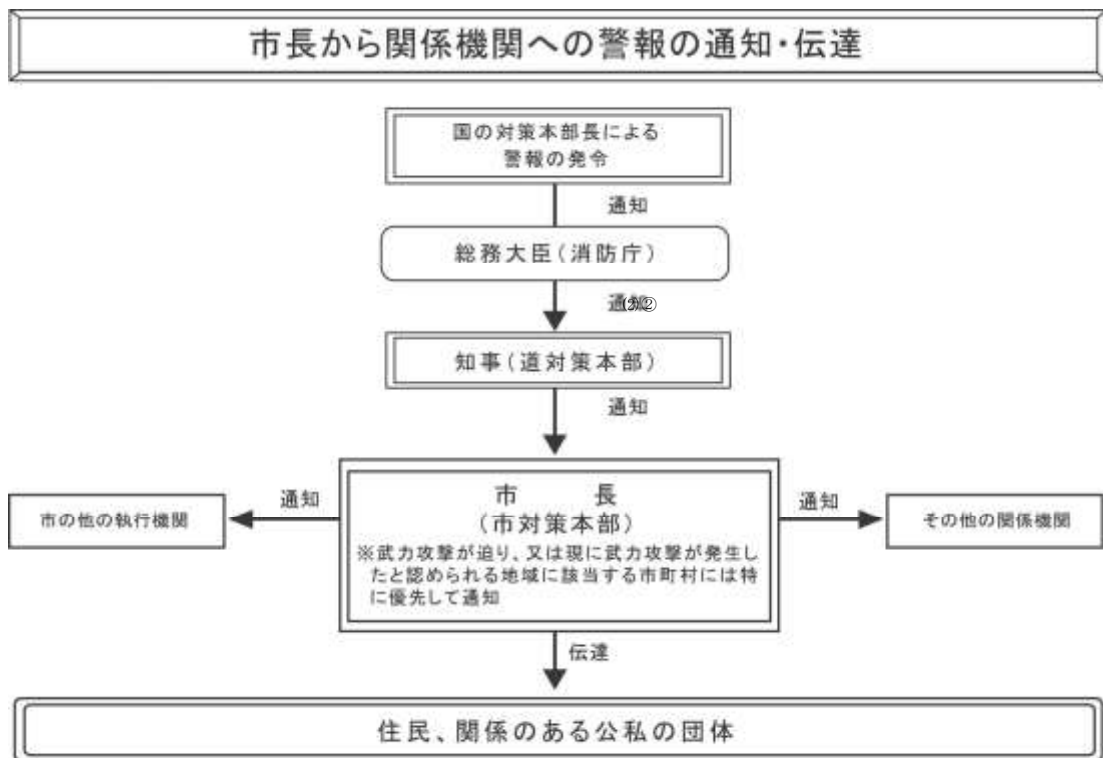 市長から関係機関への警報の通知・伝達
国の対策本部長による
警報の発令
通知
総務大臣(消防庁)
通知
知事(道対策本部)
通知
市　　長
(市対策本部)
※武力攻撃が迫り、又は現に武力攻撃が発生し
たと認められる地域に該当する市町村には特
に優先して通知
通知
市の他の執行機関
通知
その他の関係機関
伝達
住民、関係のある公私の団体